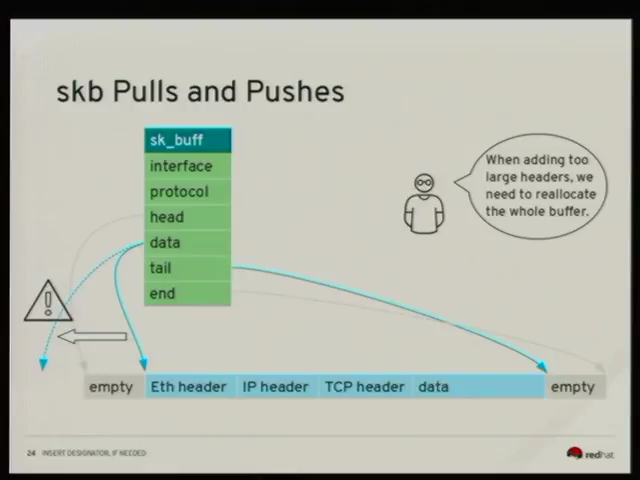 skb Pulls and Pushes
sk_buff
interface
protocol
head
data
tail
end
When adding too
large headers, we
need to reallocate
the whole buffer.
empty
Eth header
IP header
TCP header
data
empty
24 INSERT DESIGNATOR, IF NEEDED
redhat